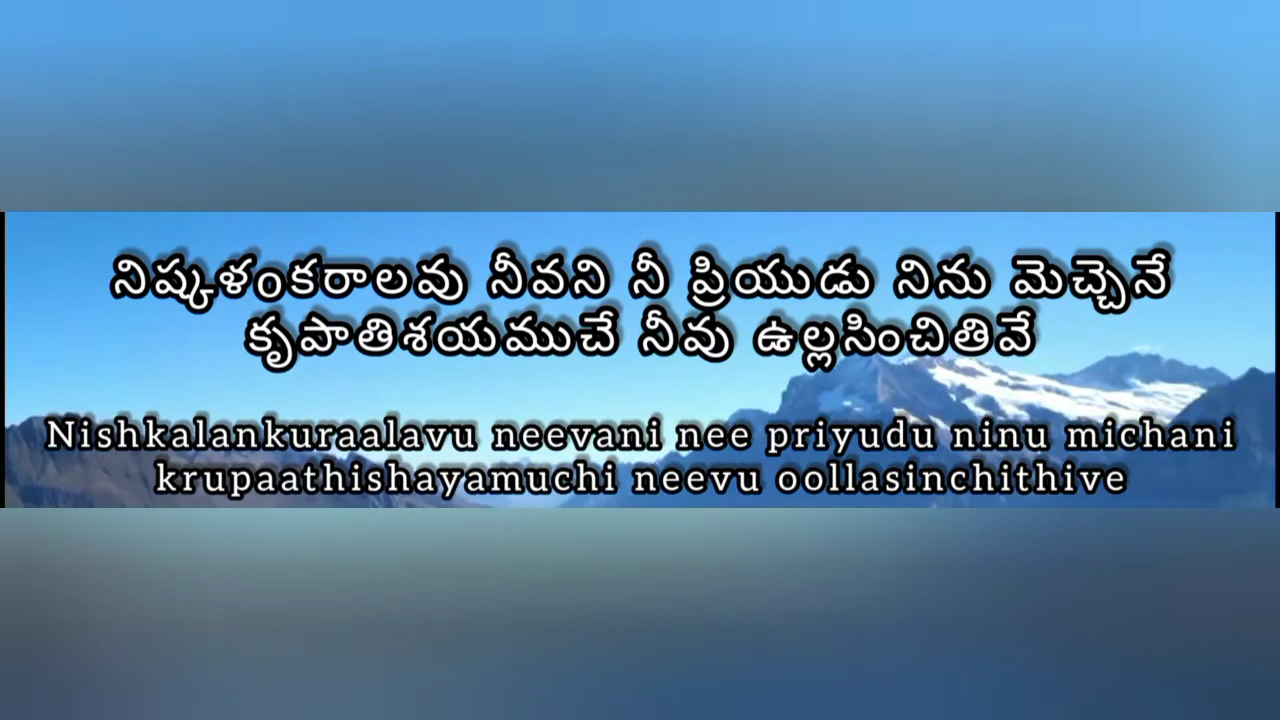 నిష్కళంకరాలవు నీవని నీ ప్రియుడు నిను మెచ్చెనే
కృపాతిశయముచే నీవు ఉల్లసించితివే
Nishkalankuraalavu neevani nee priyudu ninu michani
krupaathishayamuchi neevu oollasinchithive